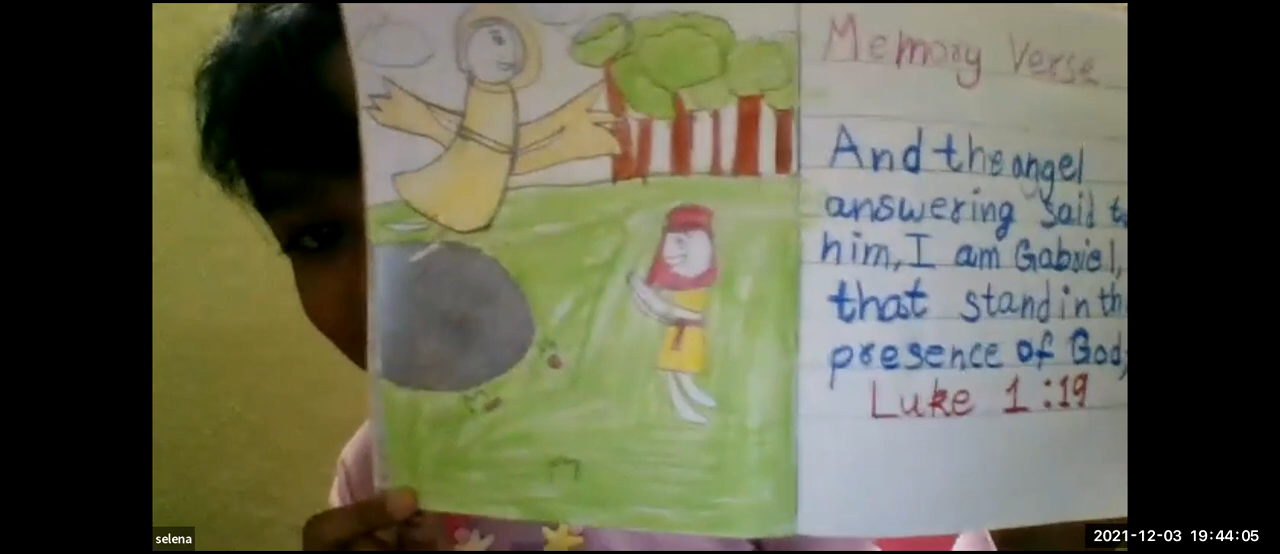 Memory Verse
And the angel
answering said
him, I am Gabriel,
that stand in th
presence of God,
Luke 1:19
selena
2021-12-03 19:44:05